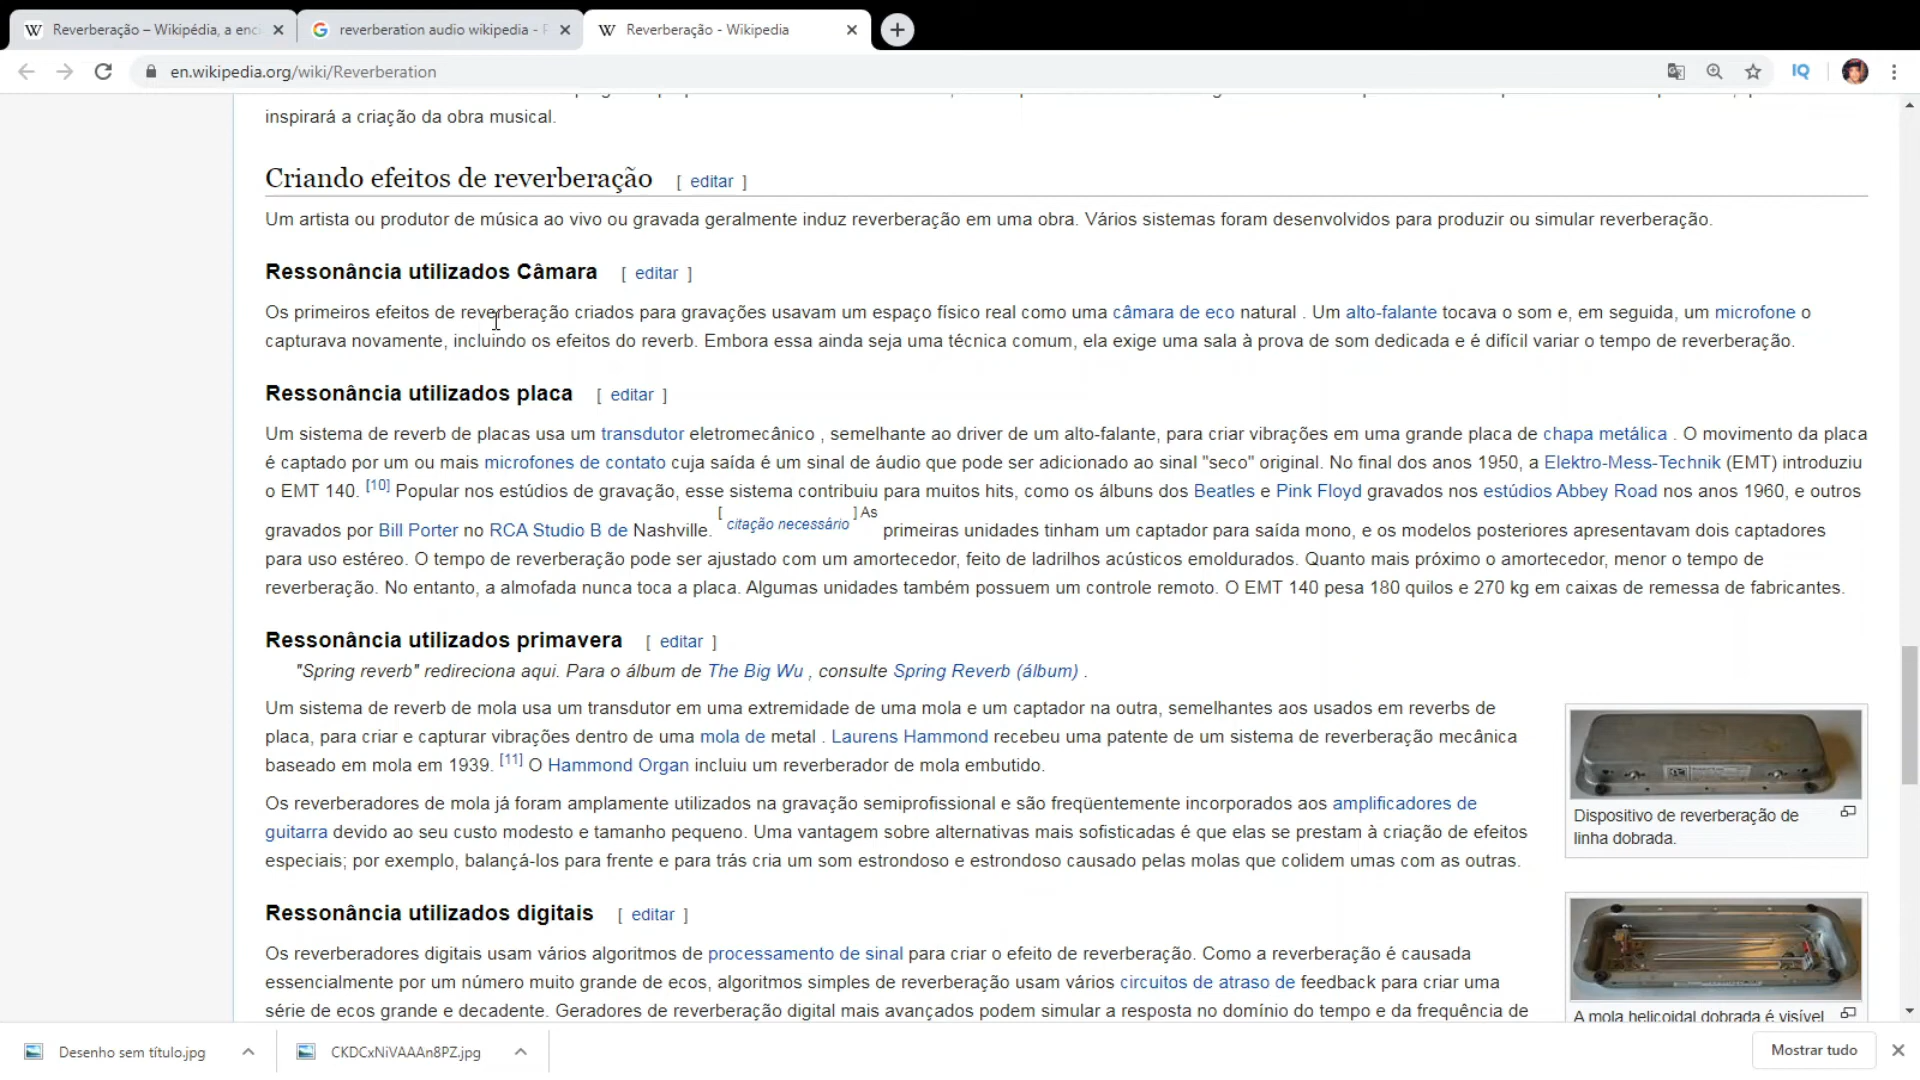 Reverberação – Wikipédia, a enci
reverberation audio wikipedia - F
Reverberação - Wikipedia
en.wikipedia.org/wiki/Reverberation
IQ
inspirará a criação da obra musical.
Criando efeitos de reverberação [ editar ]
Um artista ou produtor de música ao vivo ou gravada geralmente induz reverberação em uma obra. Vários sistemas foram desenvolvidos para produzir ou simular reverberação.
Ressonância utilizados Câmara [ editar ]
Os primeiros efeitos de reverberação criados para gravações usavam um espaço físico real como uma câmara de eco natural . Um alto-falante tocava o som e, em seguida, um microfone o
capturava novamente, incluindo os efeitos do reverb. Embora essa ainda seja uma técnica comum, ela exige uma sala à prova de som dedicada e é difícil variar o tempo de reverberação.
Ressonância utilizados placa [ editar ]
Um sistema de reverb de placas usa um transdutor eletromecânico , semelhante ao driver de um alto-falante, para criar vibrações em uma grande placa de chapa metálica . O movimento da placa
é captado por um ou mais microfones de contato cuja saída é um sinal de áudio que pode ser adicionado ao sinal "seco" original. No final dos anos 1950, a Elektro-Mess-Technik (EMT) introduziu
o EMT 140. [10] Popular nos estúdios de gravação, esse sistema contribuiu para muitos hits, como os álbuns dos Beatles e Pink Floyd gravados nos estúdios Abbey Road nos anos 1960, e outros
gravados por Bill Porter no RCA Studio B de Nashville. [ citação necessário ] As primeiras unidades tinham um captador para saída mono, e os modelos posteriores apresentavam dois captadores
para uso estéreo. O tempo de reverberação pode ser ajustado com um amortecedor, feito de ladrilhos acústicos emoldurados. Quanto mais próximo o amortecedor, menor o tempo de
reverberação. No entanto, a almofada nunca toca a placa. Algumas unidades também possuem um controle remoto. O EMT 140 pesa 180 quilos e 270 kg em caixas de remessa de fabricantes.
Ressonância utilizados primavera [ editar ]
"Spring reverb" redireciona aqui. Para o álbum de The Big Wu , consulte Spring Reverb (álbum) .
Um sistema de reverb de mola usa um transdutor em uma extremidade de uma mola e um captador na outra, semelhantes aos usados em reverbs de
placa, para criar e capturar vibrações dentro de uma mola de metal . Laurens Hammond recebeu uma patente de um sistema de reverberação mecânica
baseado em mola em 1939. [11] O Hammond Organ incluiu um reverberador de mola embutido.
Os reverberadores de mola já foram amplamente utilizados na gravação semiprofissional e são freqüentemente incorporados aos amplificadores de
guitarra devido ao seu custo modesto e tamanho pequeno. Uma vantagem sobre alternativas mais sofisticadas é que elas se prestam à criação de efeitos
especiais; por exemplo, balançá-los para frente e para trás cria um som estrondoso e estrondoso causado pelas molas que colidem umas com as outras.
Dispositivo de reverberação de
linha dobrada.
Ressonância utilizados digitais [ editar ]
Os reverberadores digitais usam vários algoritmos de processamento de sinal para criar o efeito de reverberação. Como a reverberação é causada
essencialmente por um número muito grande de ecos, algoritmos simples de reverberação usam vários circuitos de atraso de feedback para criar uma
série de ecos grande e decadente. Geradores de reverberação digital mais avançados podem simular a resposta no domínio do tempo e da frequência de
A mola helicoidal dobrada é visível
Desenho sem título.jpg
CKDCxNiVAAAn8PZ.jpg
Mostrar tudo